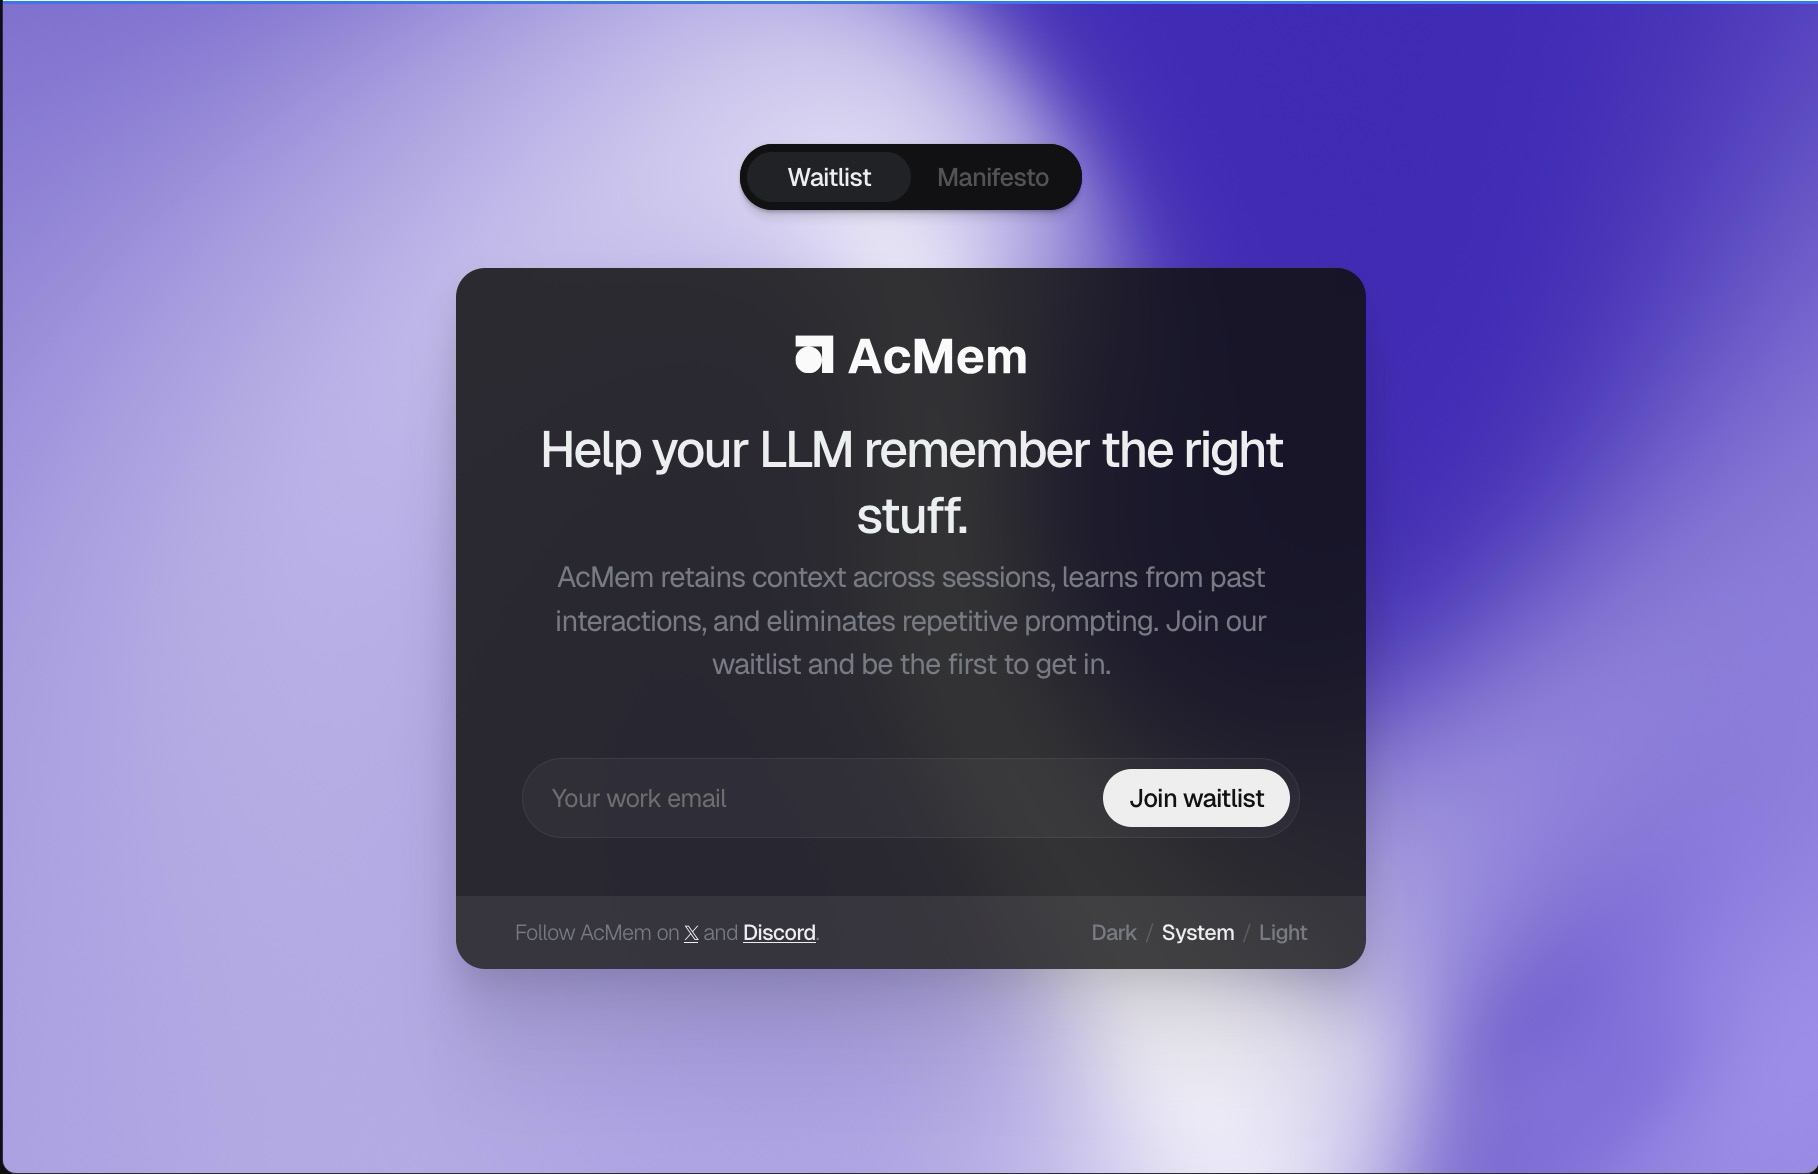 Waitlist Manifesto
AcMem
Help your LLM remember the right
stuff.
AcMem retains context across sessions, learns from past
interactions, and eliminates repetitive prompting. Join our
waitlist and be the first to get in.
Your work email Join waitlist
Follow AcMem on 𝕏 and Discord. Dark / System / Light